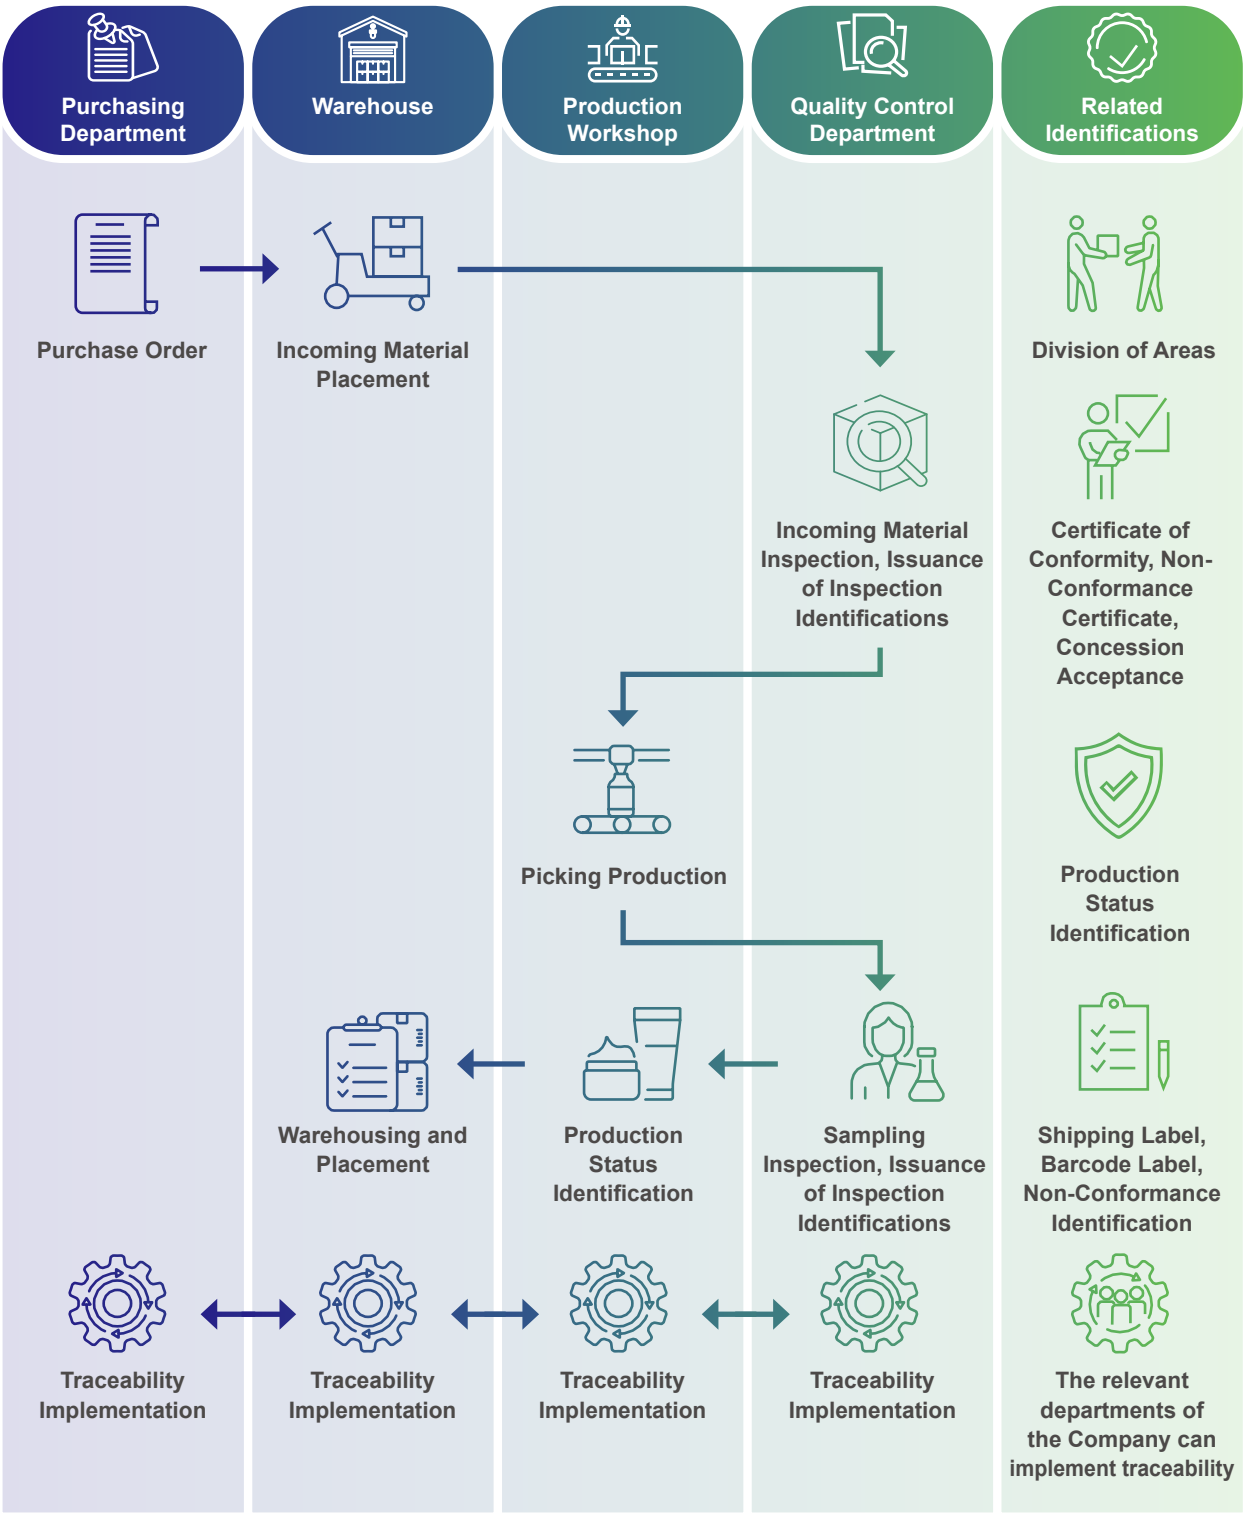 Purchasing
Department
Warehouse
Production
Workshop
Quality Control
Department
Related
Identifications
Purchase Order
Incoming Material
Placement
Division of Areas
Incoming Material
Inspection, Issuance
of Inspection
Identifications
Certificate of
Conformity, Non-
Conformance
Certificate,
Concession
Acceptance
Picking Production
Production
Status
Identification
Warehousing and
Placement
Production
Status
Identification
Sampling
Inspection, Issuance
of Inspection
Identifications
Shipping Label,
Barcode Label,
Non-Conformance
Identification
Traceability
Implementation
Traceability
Implementation
Traceability
Implementation
Traceability
Implementation
The relevant
departments of
the Company can
implement traceability